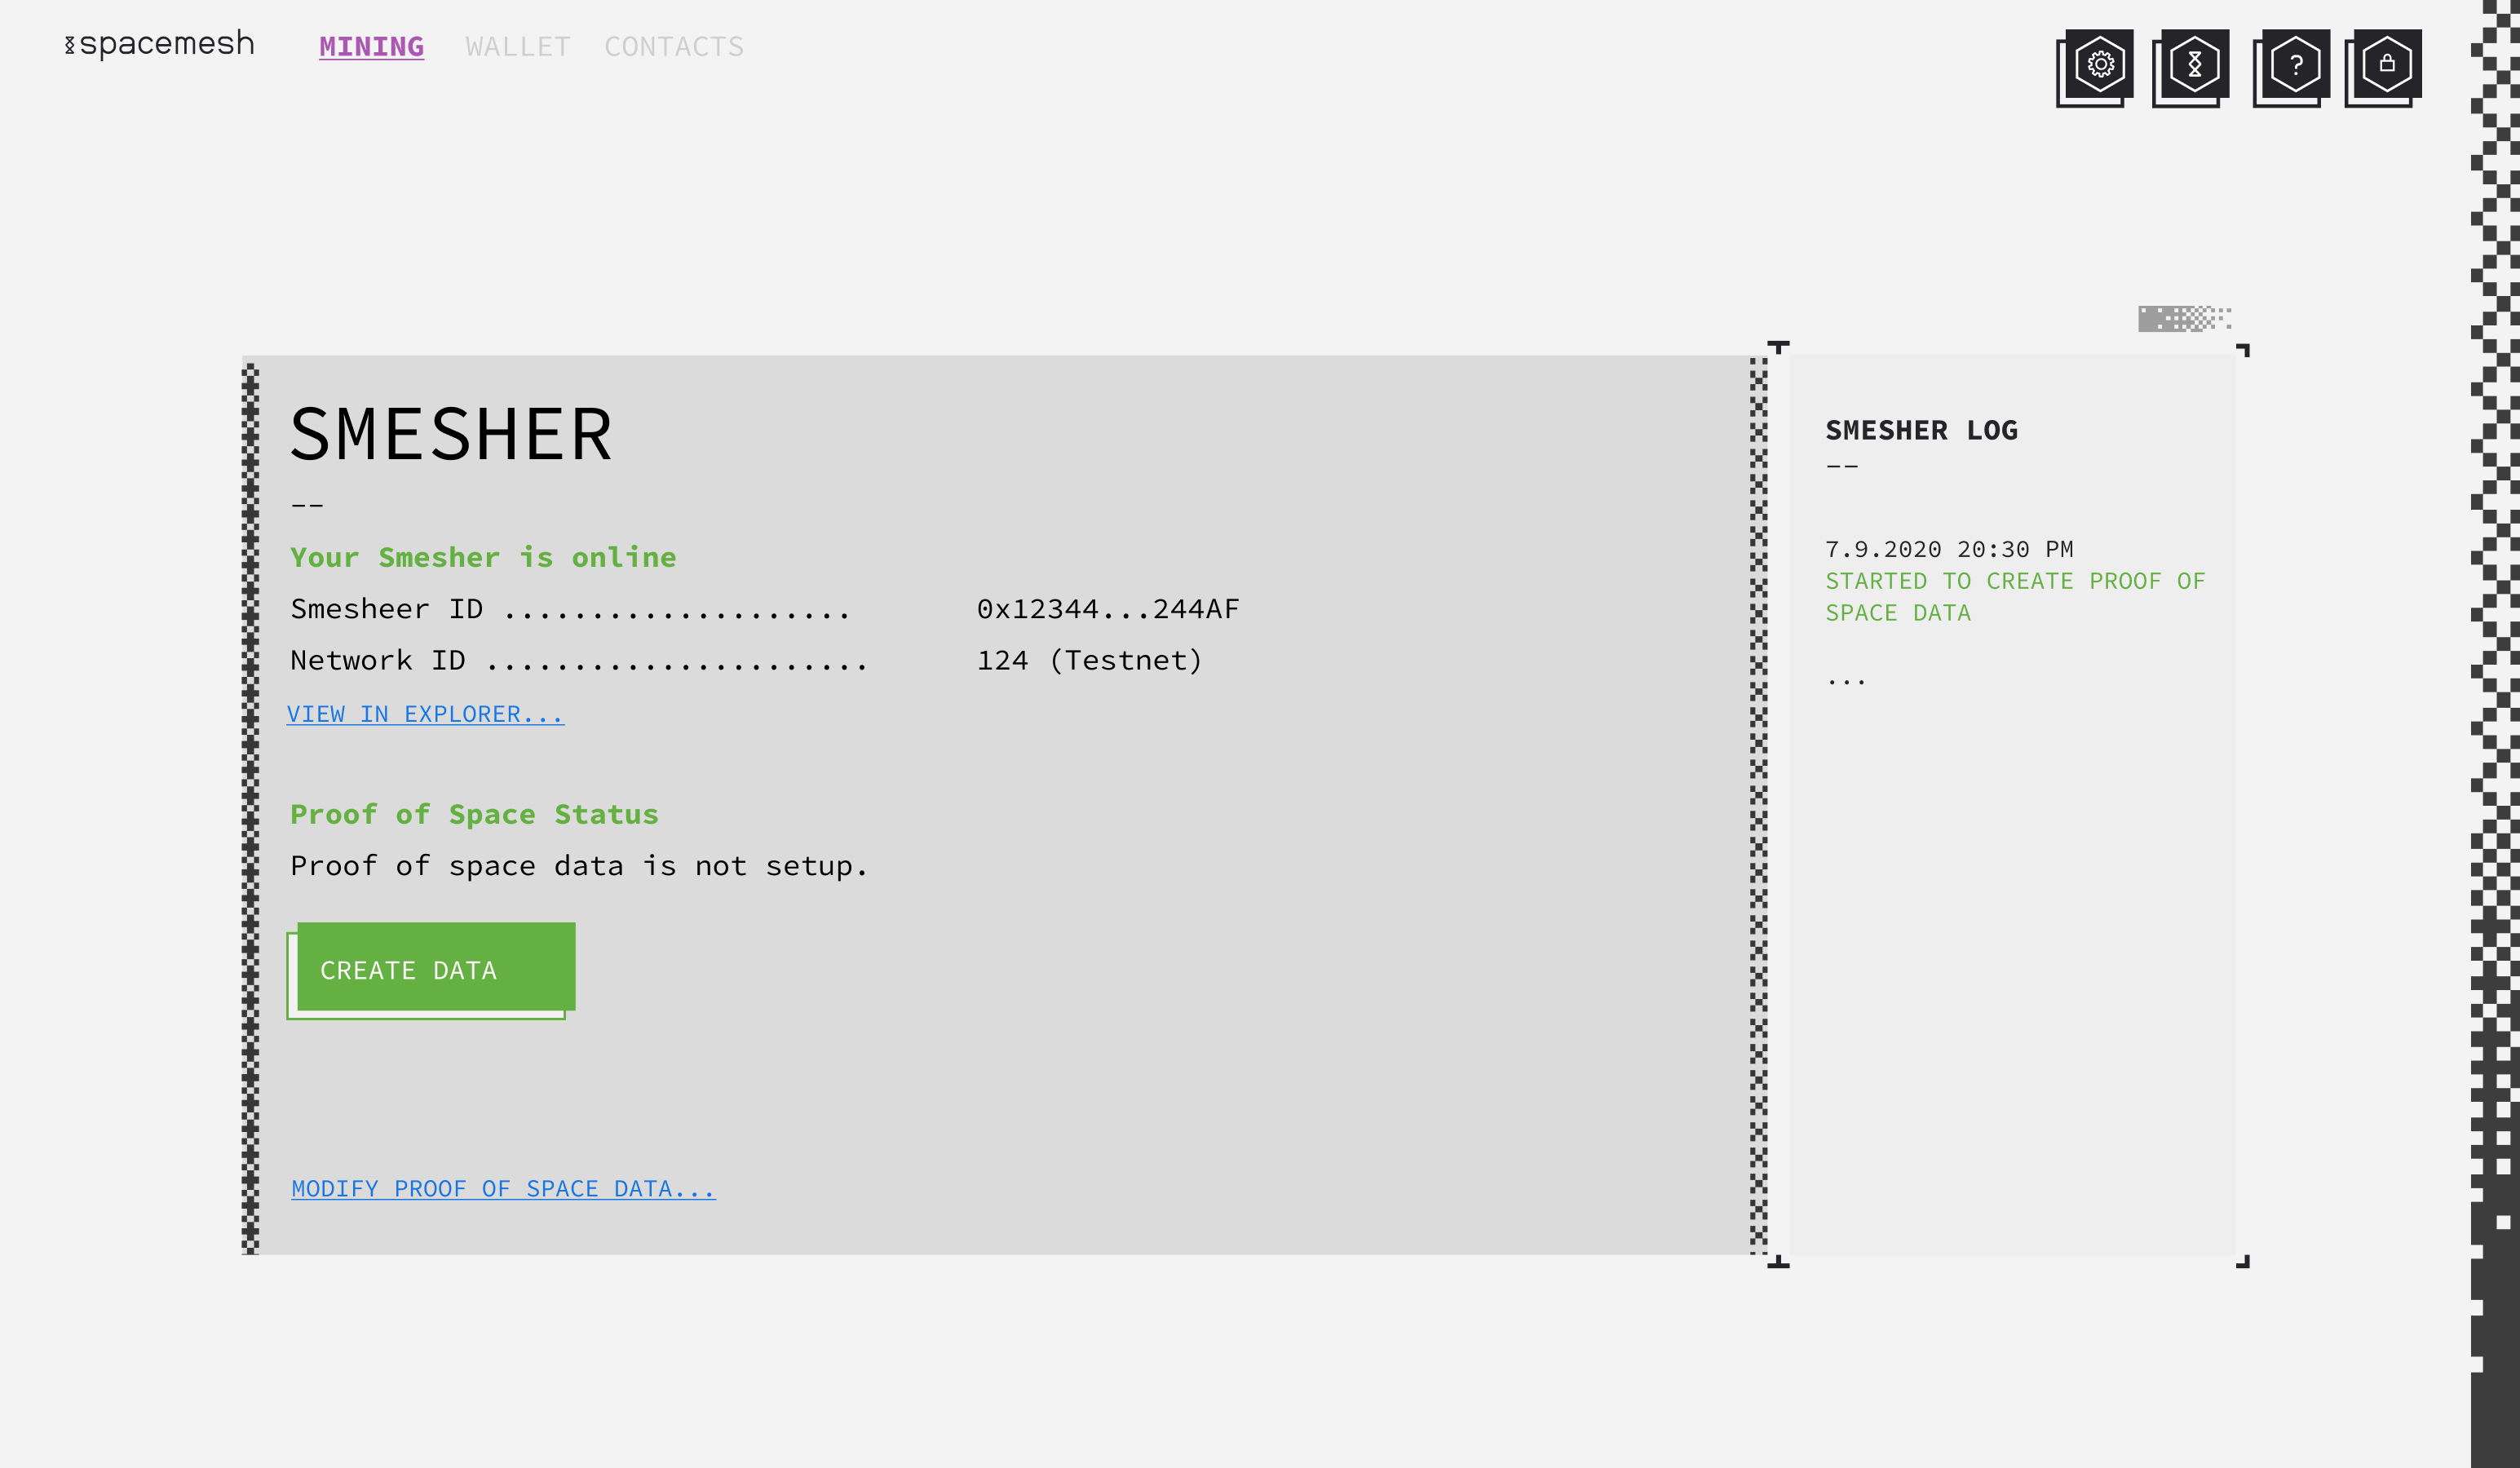 spacemesh
MINING WALLET CONTACTS
?
SMESHER
--
Your Smesher is online
Smesheer ID .................... 0x12344...244AF
Network ID ...................... 124 (Testnet)
VIEW IN EXPLORER...
Proof of Space Status
Proof of space data is not setup.
CREATE DATA
MODIFY PROOF OF SPACE DATA...
SMESHER LOG
--
7.9.2020 20:30 PM
STARTED TO CREATE PROOF OF
SPACE DATA
...